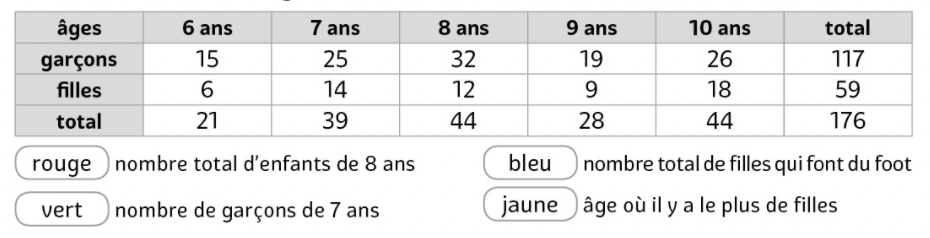 âges 6 ans 7 ans 8 ans 9 ans 10 ans total
garçons 15 25 32 19 26 117
filles 6 14 12 9 18 59
total 21 39 44 28 44 176
rouge nombre total d'enfants de 8 ans
bleu nombre total de filles qui font du foot
vert nombre de garçons de 7 ans
jaune âge où il y a le plus de filles